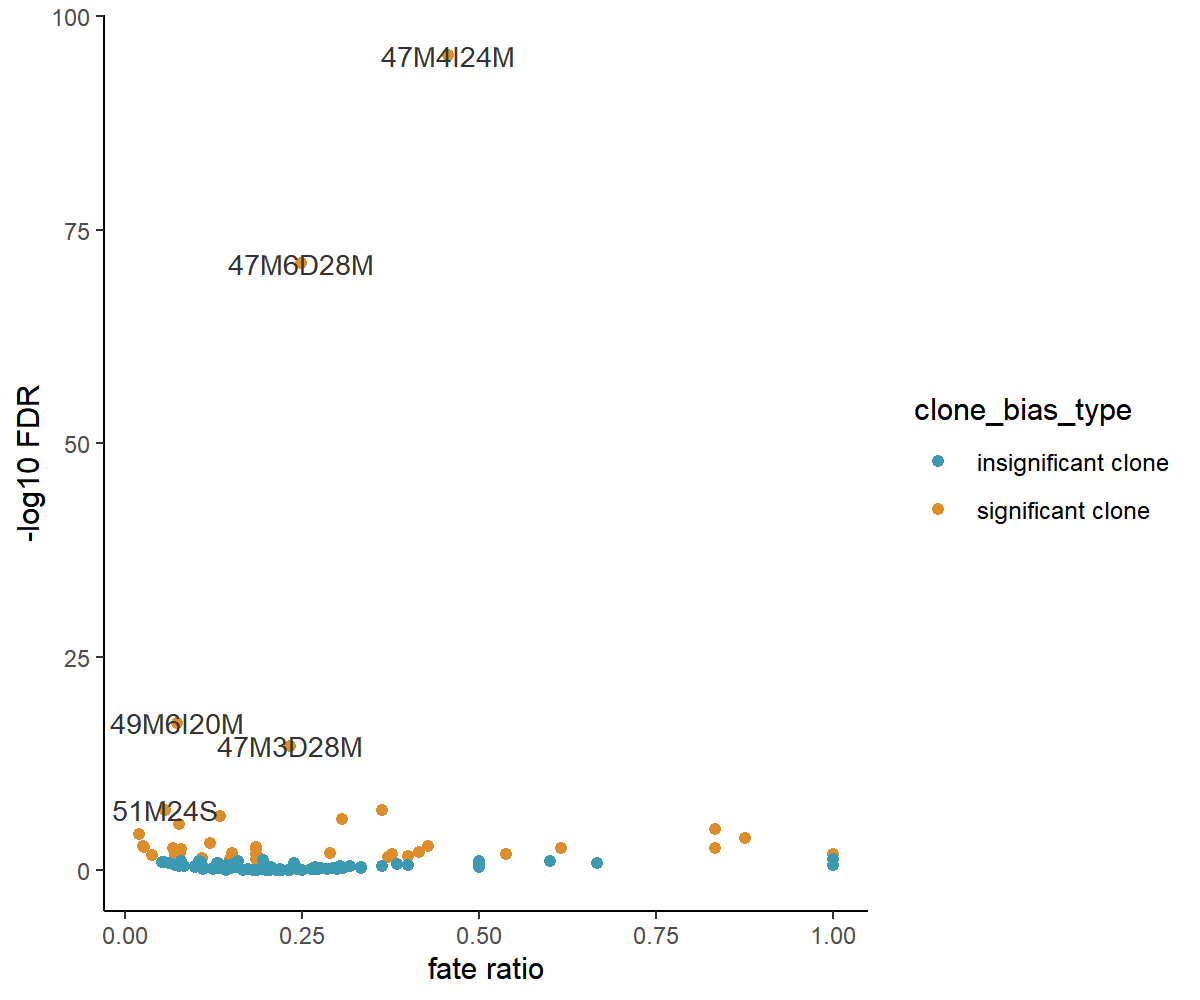 100
47M4I24M
75
47M6D28M
-log10 FDR
50
clone_bias_type
insignificant clone
significant clone
25
49M6I20M
47M3D28M
51M24S
0
0.00
0.25
0.50
0.75
1.00
fate ratio